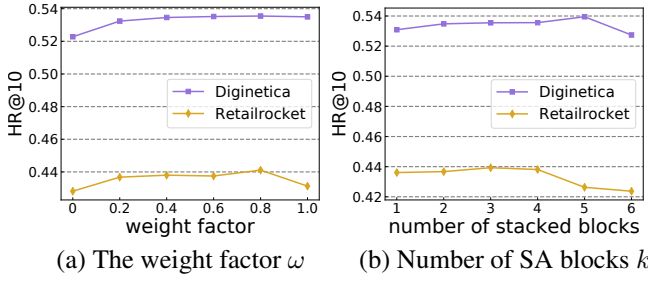 0.54
0.52
0.50
0.48
0.46
0.44
HR@10
Diginetica
Retailrocket
0 0.2 0.4 0.6 0.8 1.0
weight factor
(a) The weight factor ω
0.54
0.52
0.50
0.48
0.46
0.44
0.42
HR@10
Diginetica
Retailrocket
1 2 3 4 5 6
number of stacked blocks
(b) Number of SA blocks k